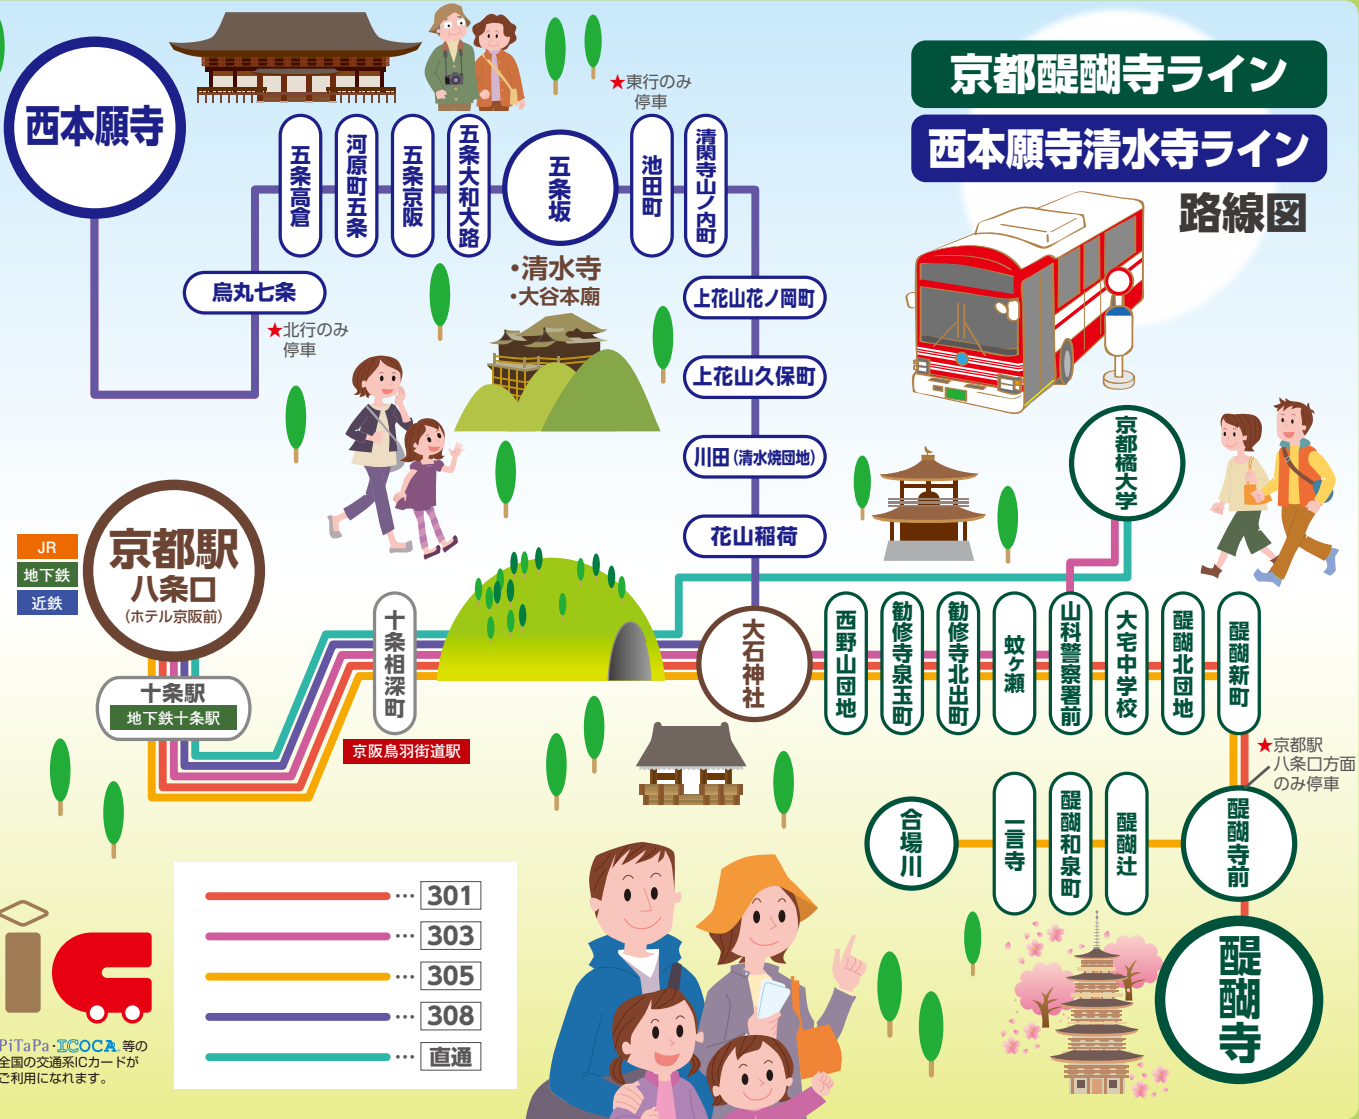 京都醍醐寺ライン
西本願寺清水寺ライン
路線図
西本願寺
烏丸七条
★北行のみ
停車
五条高倉
河原町五条
五条京阪
五条大和大路
五条坂
・清水寺
・大谷本廟
★東行のみ
停車
池田町
清閑寺山ノ内町
上花山花ノ岡町
上花山久保町
川田(清水焼団地)
花山稲荷
JR
地下鉄
近鉄
京都駅
八条口
(ホテル京阪前)
十条駅
地下鉄十条駅
十条相深町
京阪鳥羽街道駅
大石神社
西野山団地
勧修寺泉玉町
勧修寺北出町
蚊ヶ瀬
山科警察署前
大宅中学校
醍醐北団地
醍醐新町
京都橘大学
★京都駅
八条口方面
のみ停車
合場川
一言寺
醍醐和泉町
醍醐辻
醍醐寺前
醍醐寺
…301
…303
…305
…308
…直通
PiTaPa・ICOCA 等の
全国の交通系ICカードが
ご利用になれます。